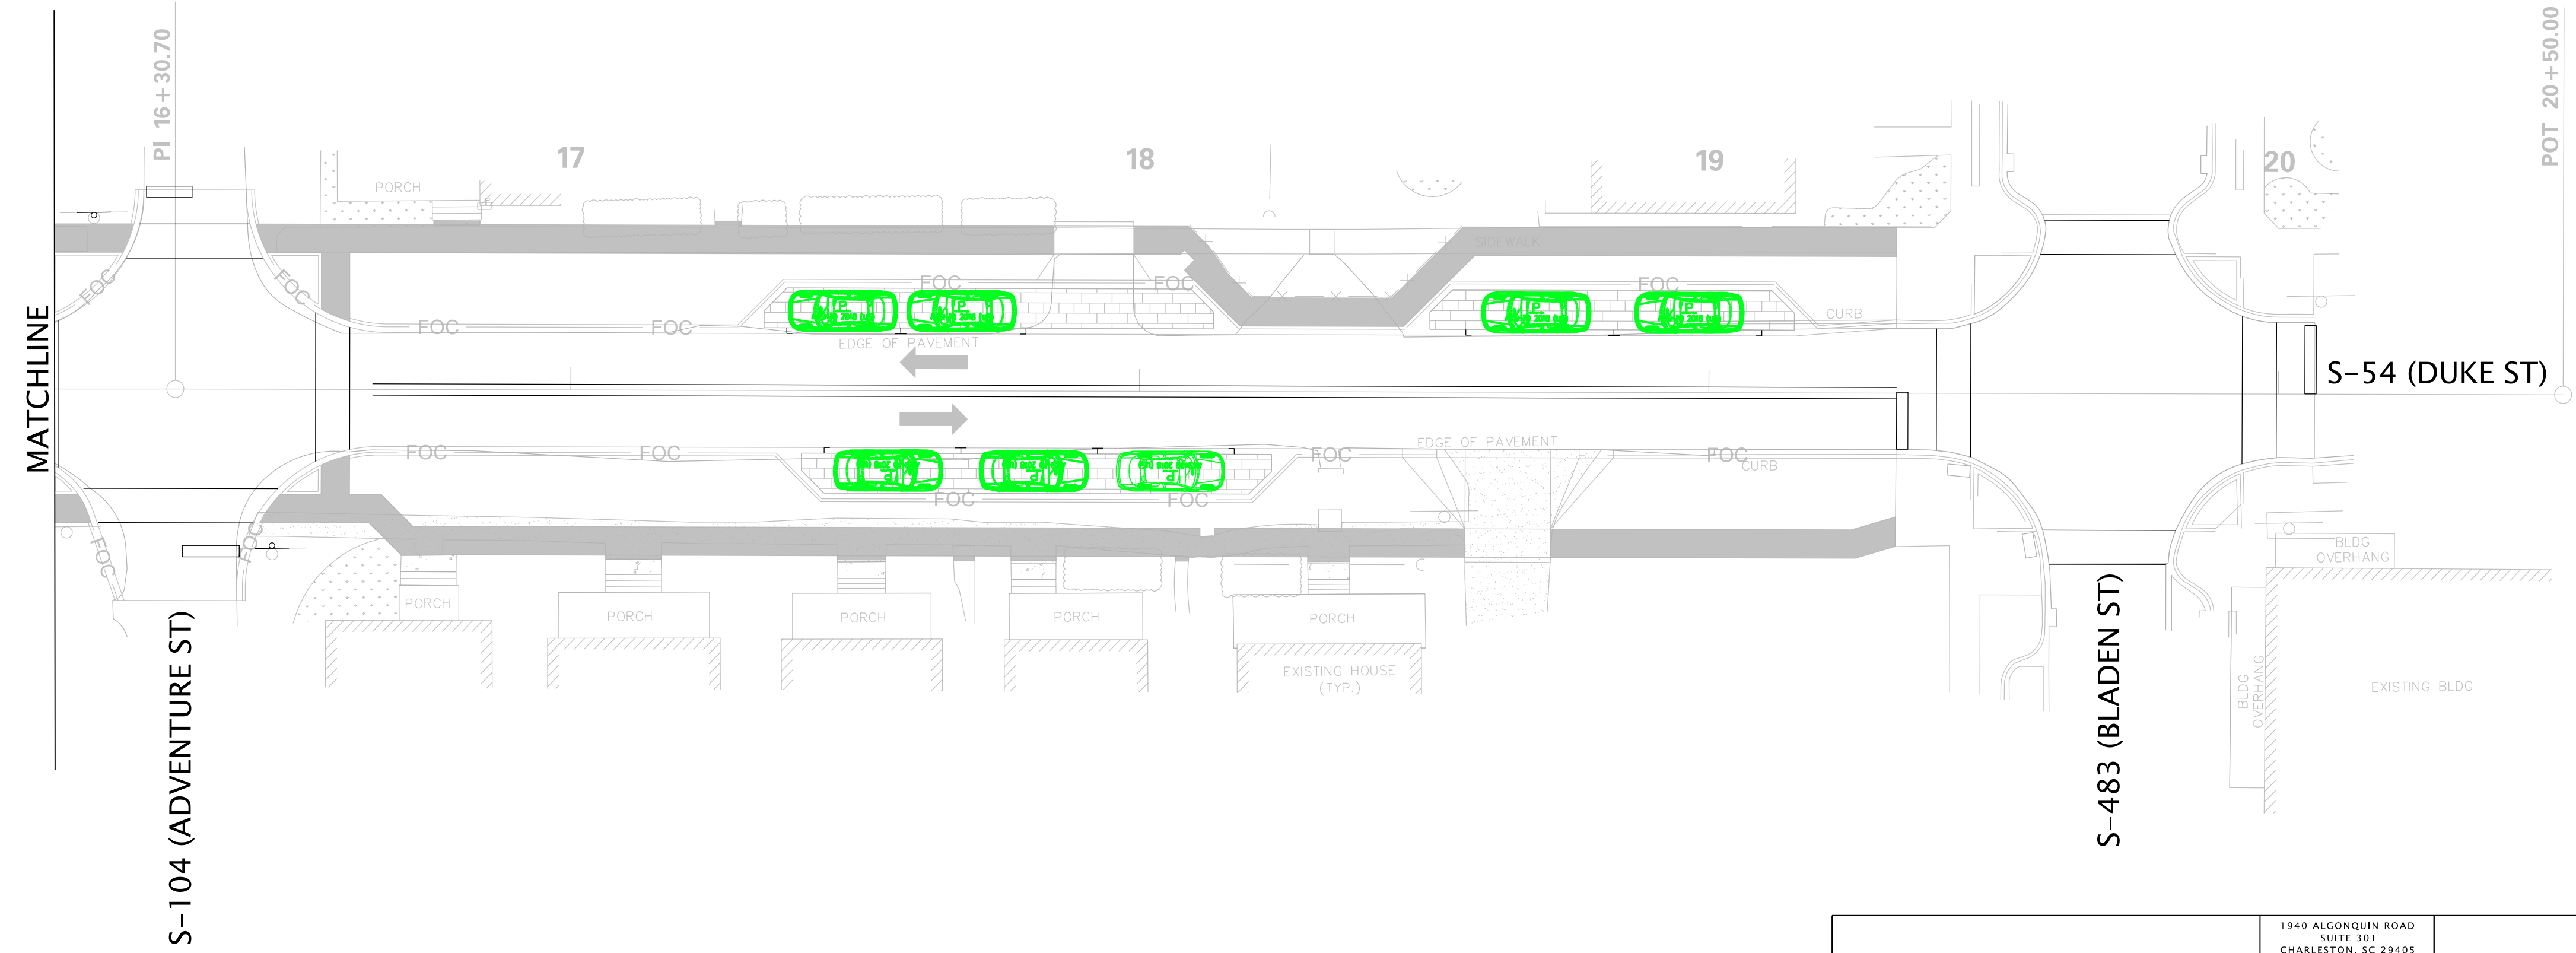 PI 16+30.70
POT 20+50.00
17
18
19
20
PORCH
SIDEWALK
FOC
FOC
FOC
FOC
FOC
FOC
FOC
P
P
P
P
CURB
EDGE OF PAVEMENT
MATCHLINE
S-54 (DUKE ST)
EDGE OF PAVEMENT
FOC
FOC
FOC
FOC
CURB
P
P
P
FOC
FOC
FOC
FOC
BLDG
OVERHANG
PORCH
PORCH
PORCH
PORCH
PORCH
EXISTING HOUSE
(TYP.)
BLDG
OVERHANG
EXISTING BLDG
S-104 (ADVENTURE ST)
S-483 (BLADEN ST)
1940 ALGONQUIN ROAD
SUITE 301
CHARLESTON, SC 29405